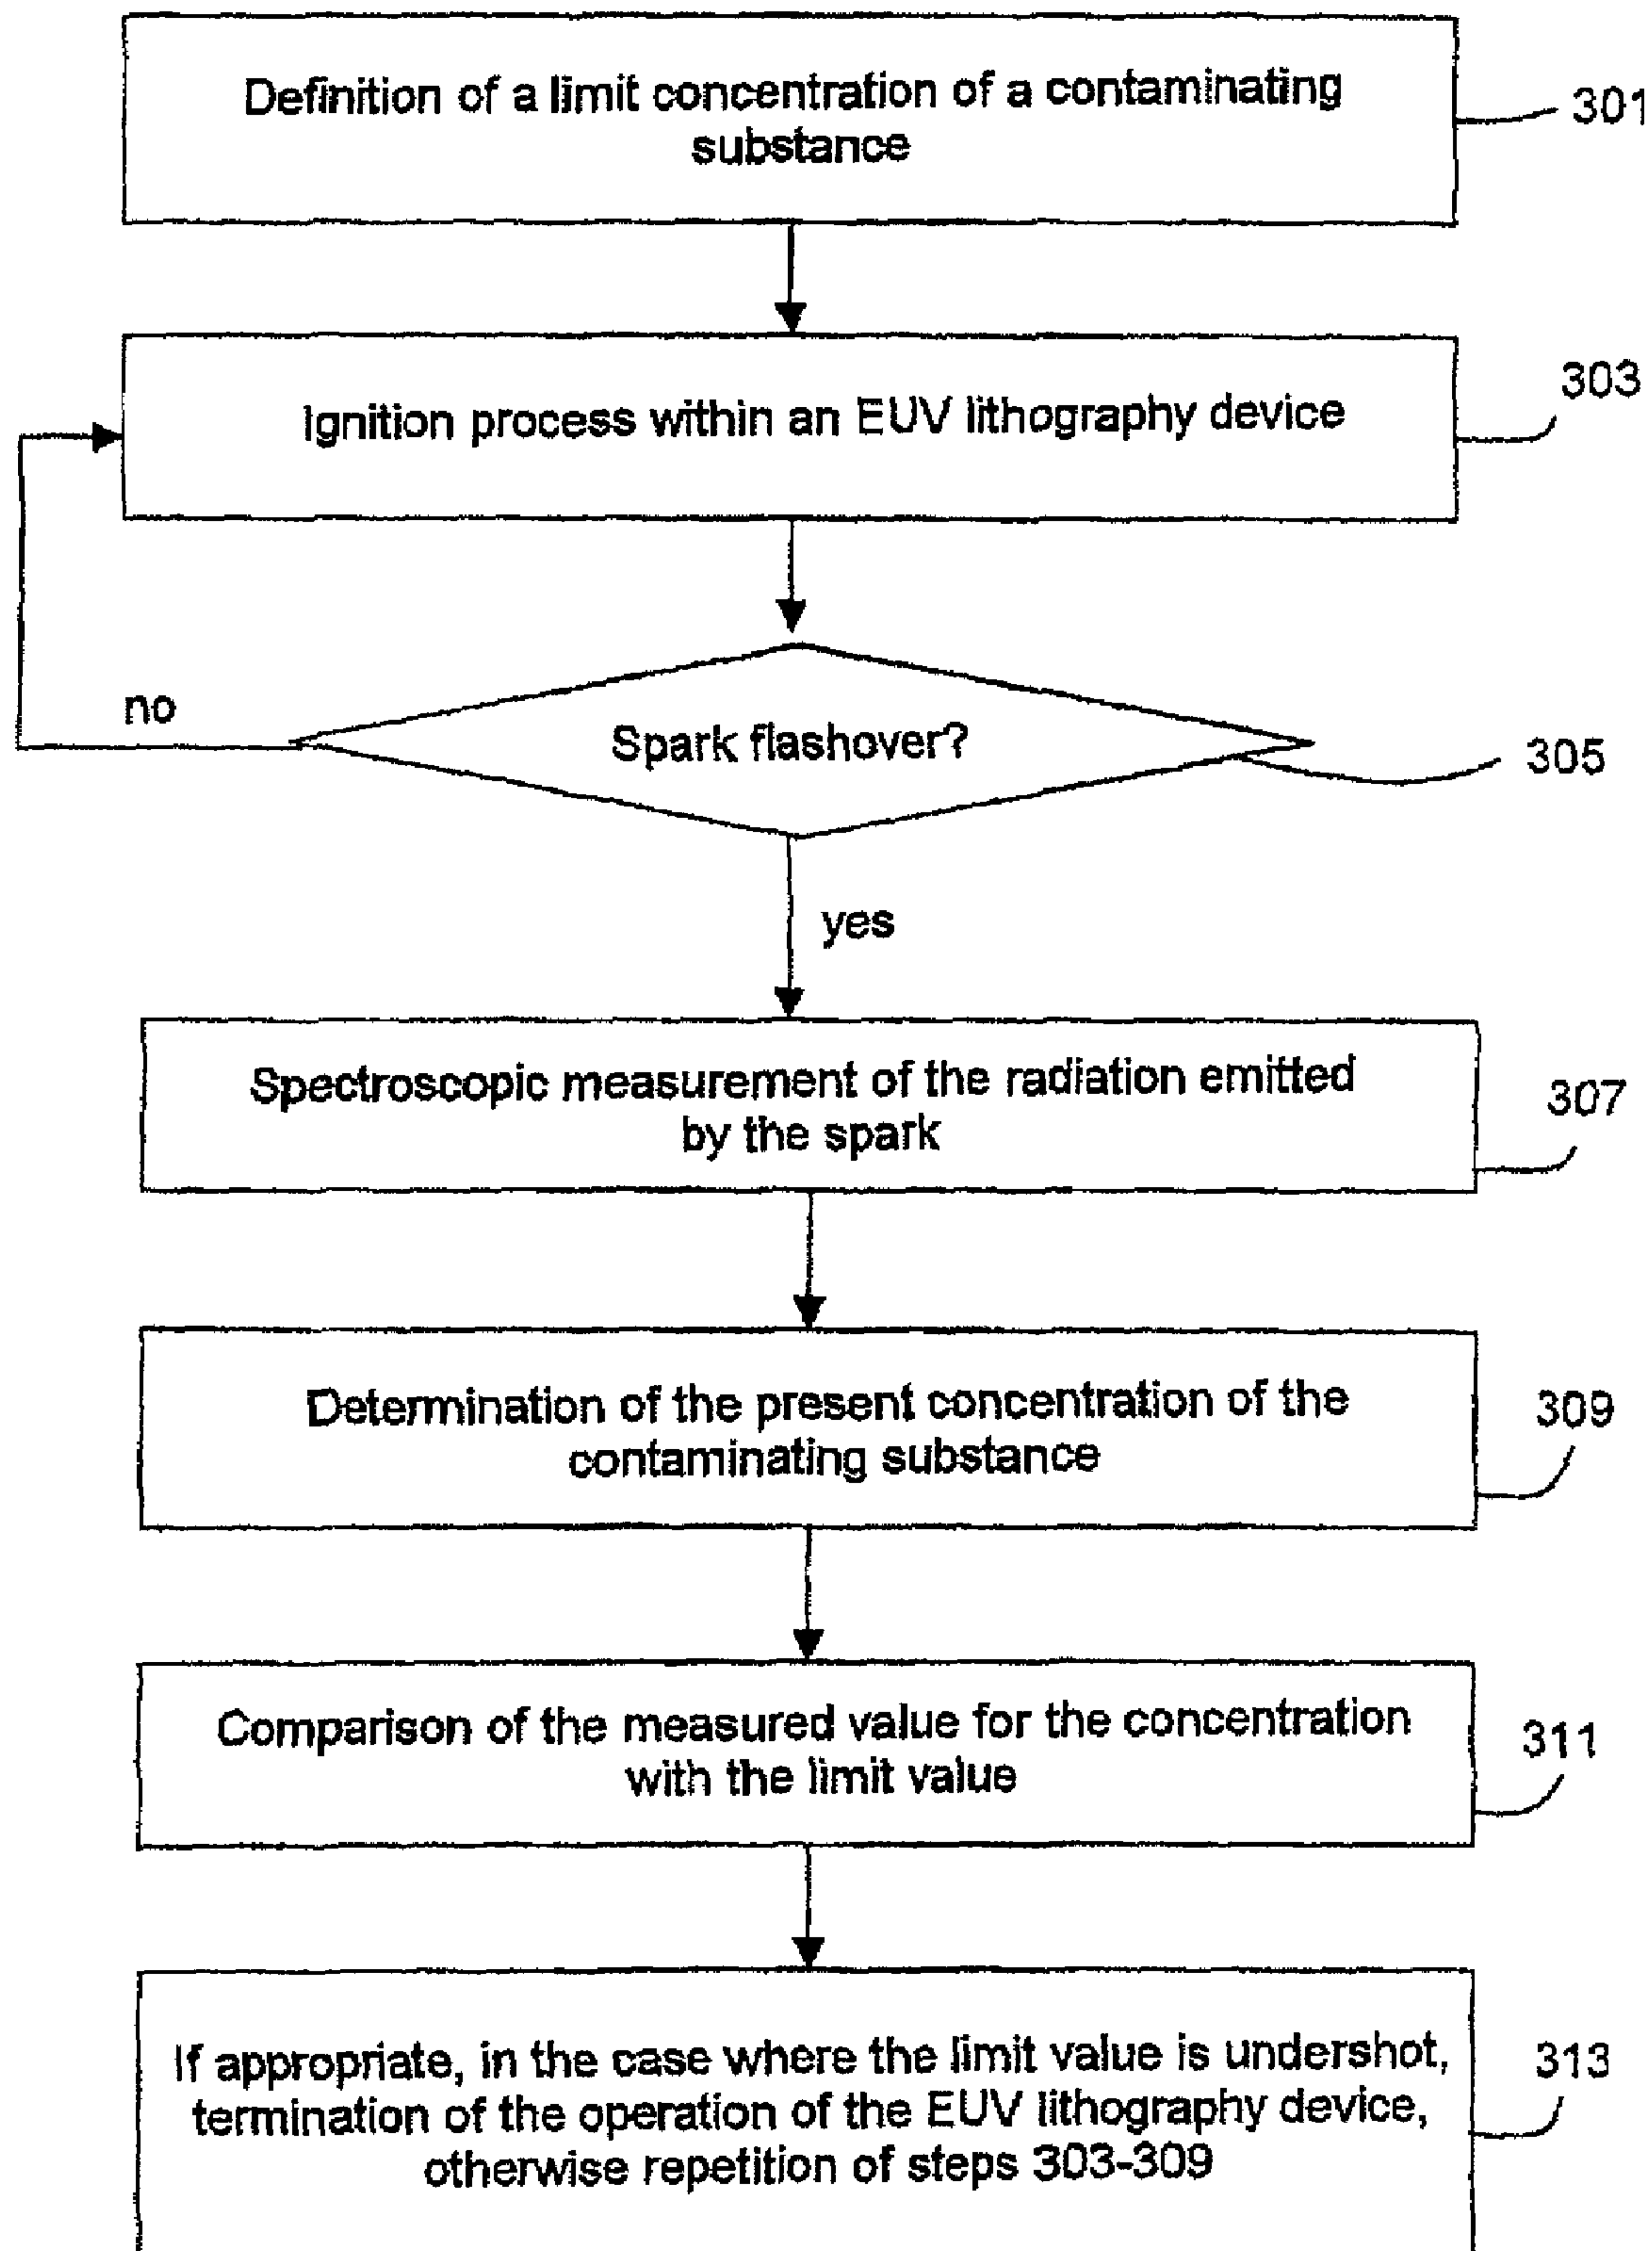 Definition of a limit concentration of a contaminating
substance
301
Ignition process within an EUV lithography device
303
no
Spark flashover?
305
yes
Spectroscopic measurement of the radiation emitted
by the spark
307
Determination of the present concentration of the
contaminating substance
309
Comparison of the measured value for the concentration
with the limit value
311
If appropriate, in the case where the limit value is undershot,
termination of the operation of the EUV lithography device,
otherwise repetition of steps 303-309
313